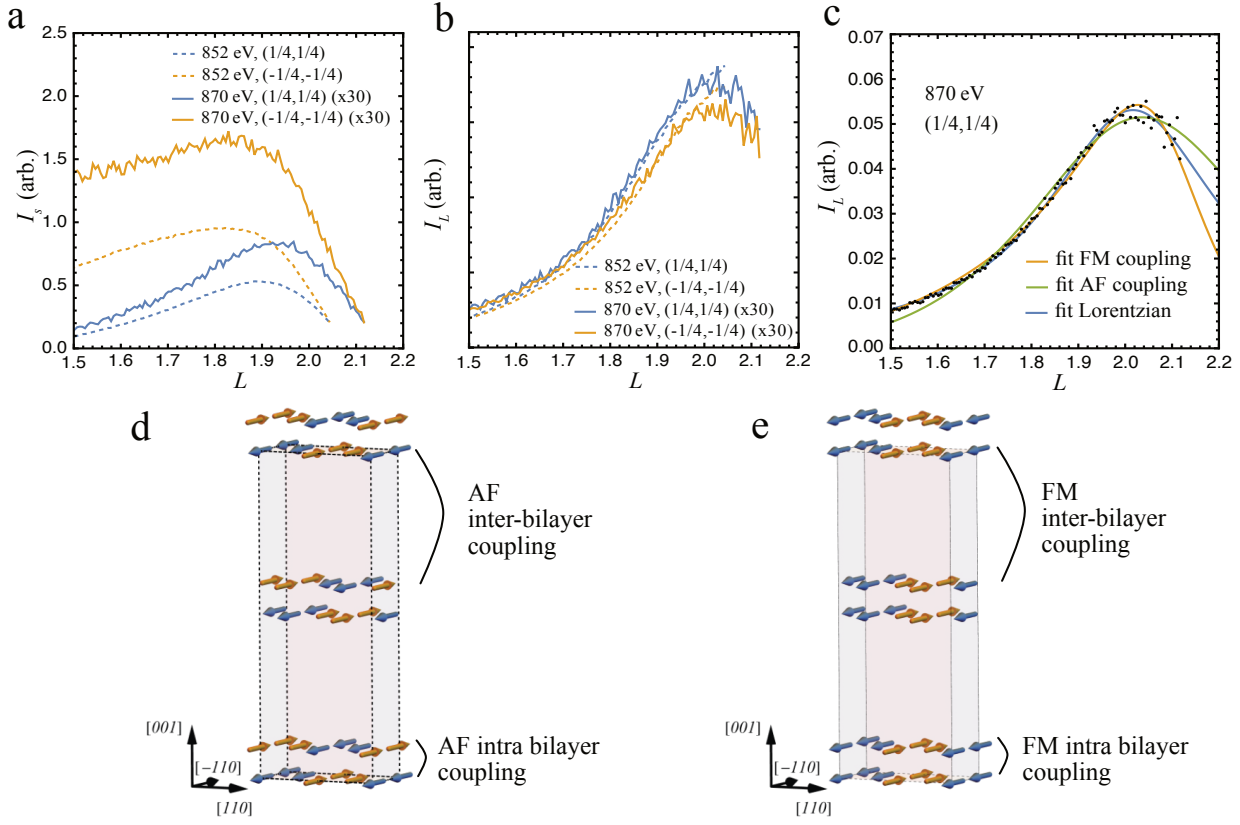 a
2.5
2.0
1.5
1.0
0.5
0.0
1.5 1.6 1.7 1.8 1.9 2.0 2.1 2.2
I_s (arb.)
L
852 eV, (1/4,1/4)
852 eV, (-1/4,-1/4)
870 eV, (1/4,1/4) (x30)
870 eV, (-1/4,-1/4) (x30)
b
1.5 1.6 1.7 1.8 1.9 2.0 2.1 2.2
I_L (arb.)
L
852 eV, (1/4,1/4)
852 eV, (-1/4,-1/4)
870 eV, (1/4,1/4) (x30)
870 eV, (-1/4,-1/4) (x30)
c
0.07
0.06
0.05
0.04
0.03
0.02
0.01
0.00
1.5 1.6 1.7 1.8 1.9 2.0 2.1 2.2
I_L (arb.)
L
870 eV
(1/4,1/4)
fit FM coupling
fit AF coupling
fit Lorentzian
d
AF
inter-bilayer
coupling
AF intra bilayer
coupling
[001]
[-110]
[110]
e
FM
inter-bilayer
coupling
FM intra bilayer
coupling
[001]
[-110]
[110]